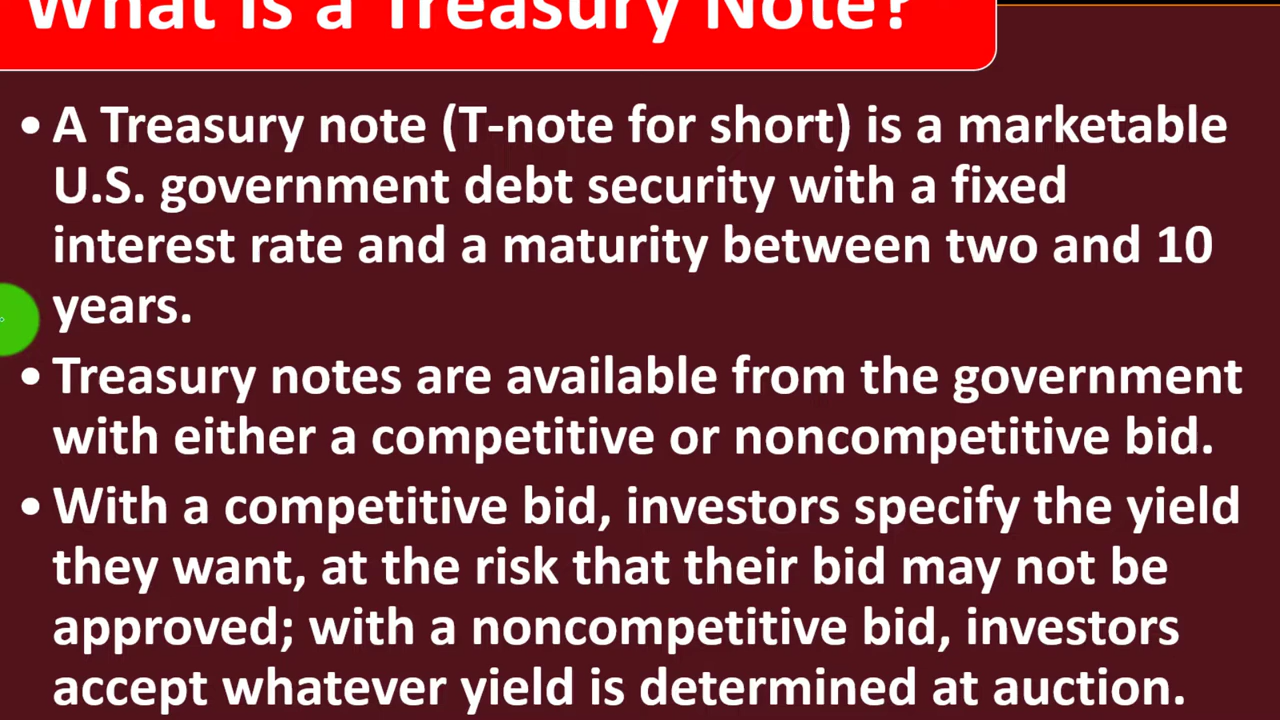 What is a Treasury Note?
• A Treasury note (T-note for short) is a marketable
U.S. government debt security with a fixed
interest rate and a maturity between two and 10
years.
• Treasury notes are available from the government
with either a competitive or noncompetitive bid.
• With a competitive bid, investors specify the yield
they want, at the risk that their bid may not be
approved; with a noncompetitive bid, investors
accept whatever yield is determined at auction.